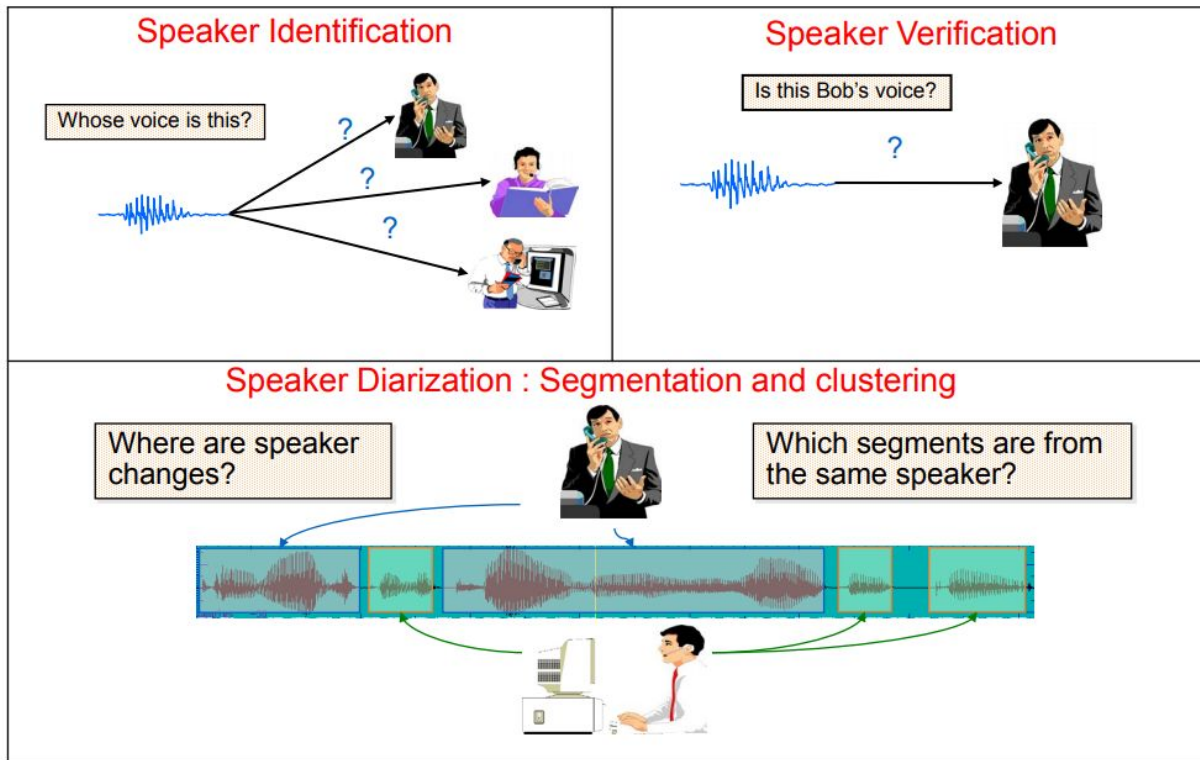 Speaker Identification
Whose voice is this?
?
?
?
Speaker Verification
Is this Bob's voice?
?
Speaker Diarization : Segmentation and clustering
Where are speaker
changes?
Which segments are from
the same speaker?